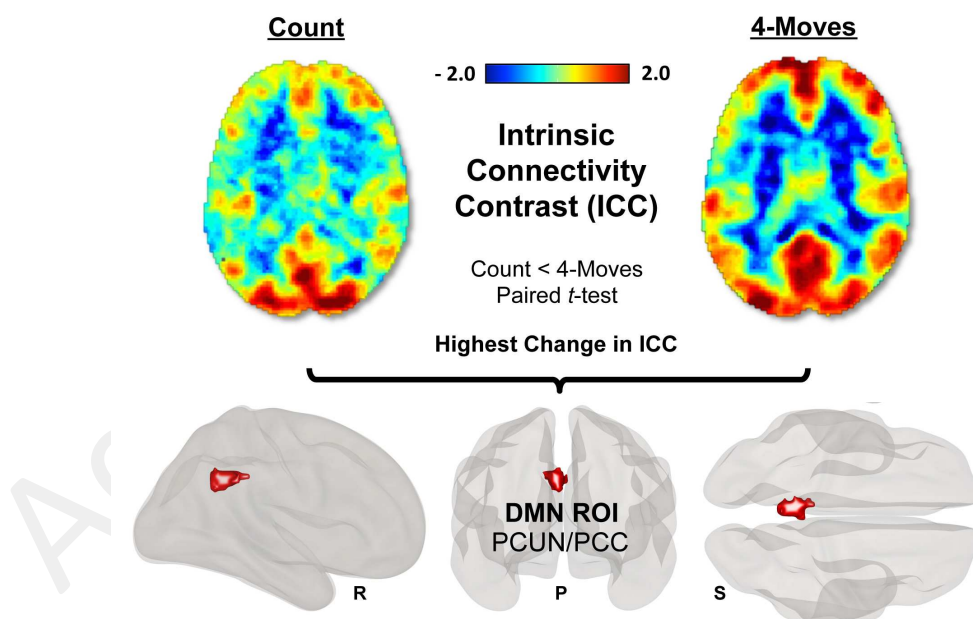 Count
4-Moves
- 2.0
2.0
Intrinsic
Connectivity
Contrast (ICC)
Count < 4-Moves
Paired t-test
Highest Change in ICC
DMN ROI
PCUN/PCC
R
P
S